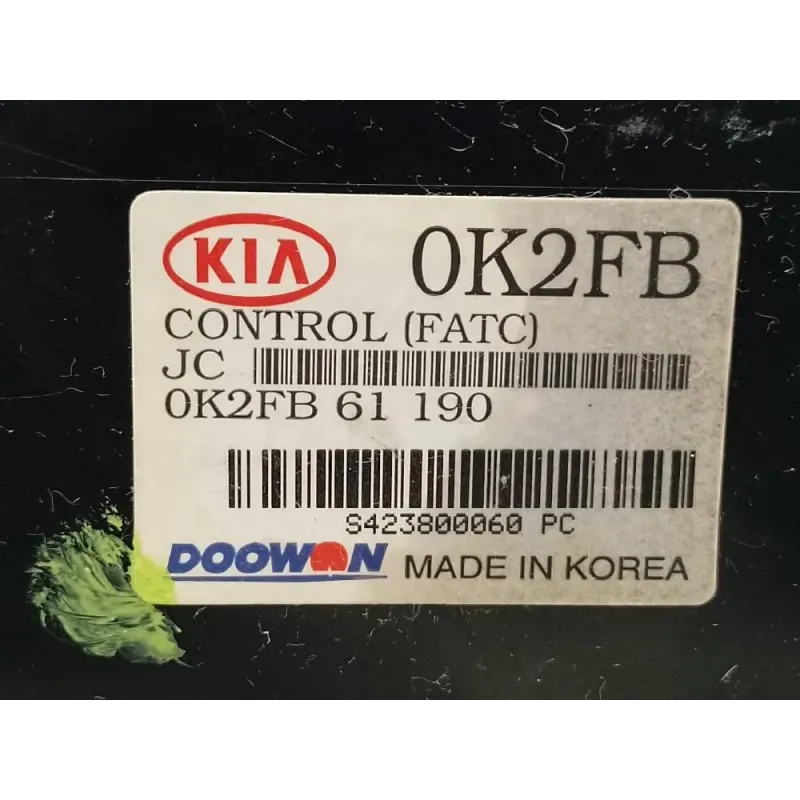 KIA 0K2FB
CONTROL (FATC)
JC
0K2FB 61 190
S423800060 PC
DOOWON MADE IN KOREA